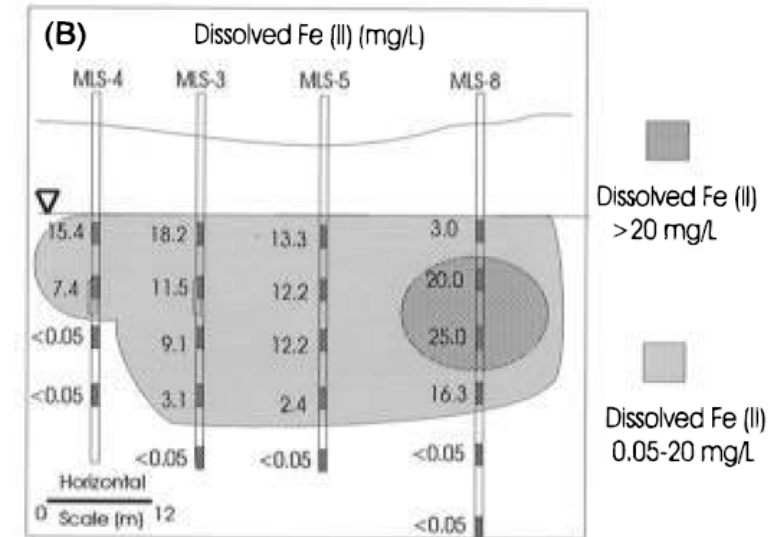 (B) Dissolved Fe (II) (mg/L)
MLS-4 MLS-3 MLS-5 MLS-8
15.4 18.2 13.3 3.0
7.4 11.5 12.2 20.0
<0.05 9.1 12.2 25.0
<0.05 3.1 2.4 16.3
<0.05 <0.05 <0.05
<0.05
Horizontal
0 Scale (m) 12
Dissolved Fe (II)
>20 mg/L
Dissolved Fe (II)
0.05-20 mg/L